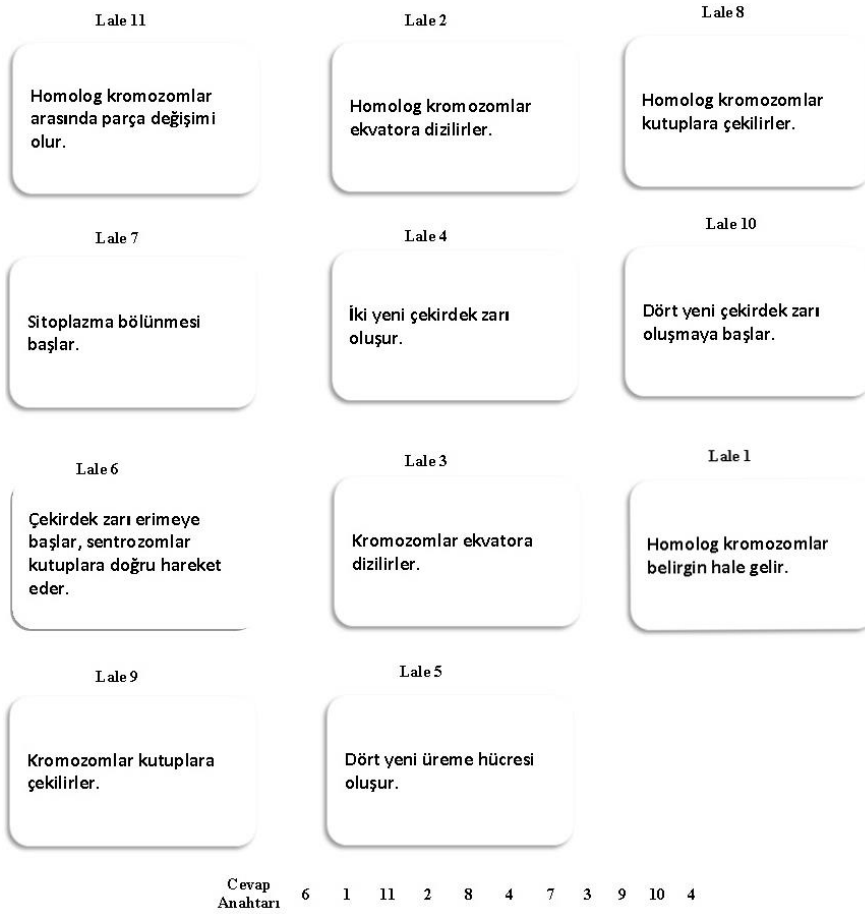 Lale 11
Homolog kromozomlar
arasında parça değişimi
olur.
Lale 2
Homolog kromozomlar
ekvatora dizilirler.
Lale 8
Homolog kromozomlar
kutuplara çekilirler.
Lale 7
Sitoplazma bölünmesi
başlar.
Lale 4
İki yeni çekirdek zarı
oluşur.
Lale 10
Dört yeni çekirdek zarı
oluşmaya başlar.
Lale 6
Çekirdek zarı erimeye
başlar, sentrozomlar
kutuplara doğru hareket
eder.
Lale 3
Kromozomlar ekvatora
dizilirler.
Lale 1
Homolog kromozomlar
belirgin hale gelir.
Lale 9
Kromozomlar kutuplara
çekilirler.
Lale 5
Dört yeni üreme hücresi
oluşur.
Cevap
Anahtarı 6 1 11 2 8 4 7 3 9 10 4